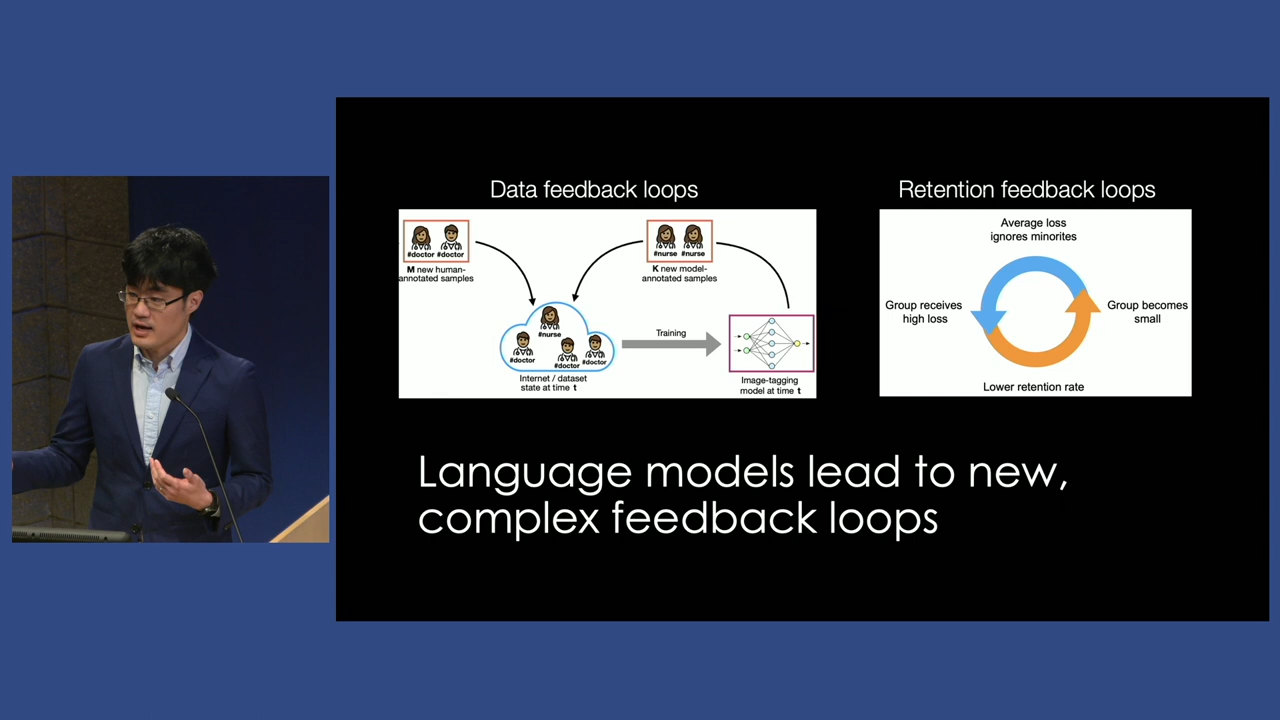 Data feedback loops
#doctor #doctor
M new human-
annotated samples
#nurse #nurse
K new model-
annotated samples
#nurse
#doctor
#doctor
#doctor
Internet / dataset
state at time t
Training
Image-tagging
model at time t
Retention feedback loops
Average loss
ignores minorites
Group receives
high loss
Group becomes
small
Lower retention rate
Language models lead to new,
complex feedback loops